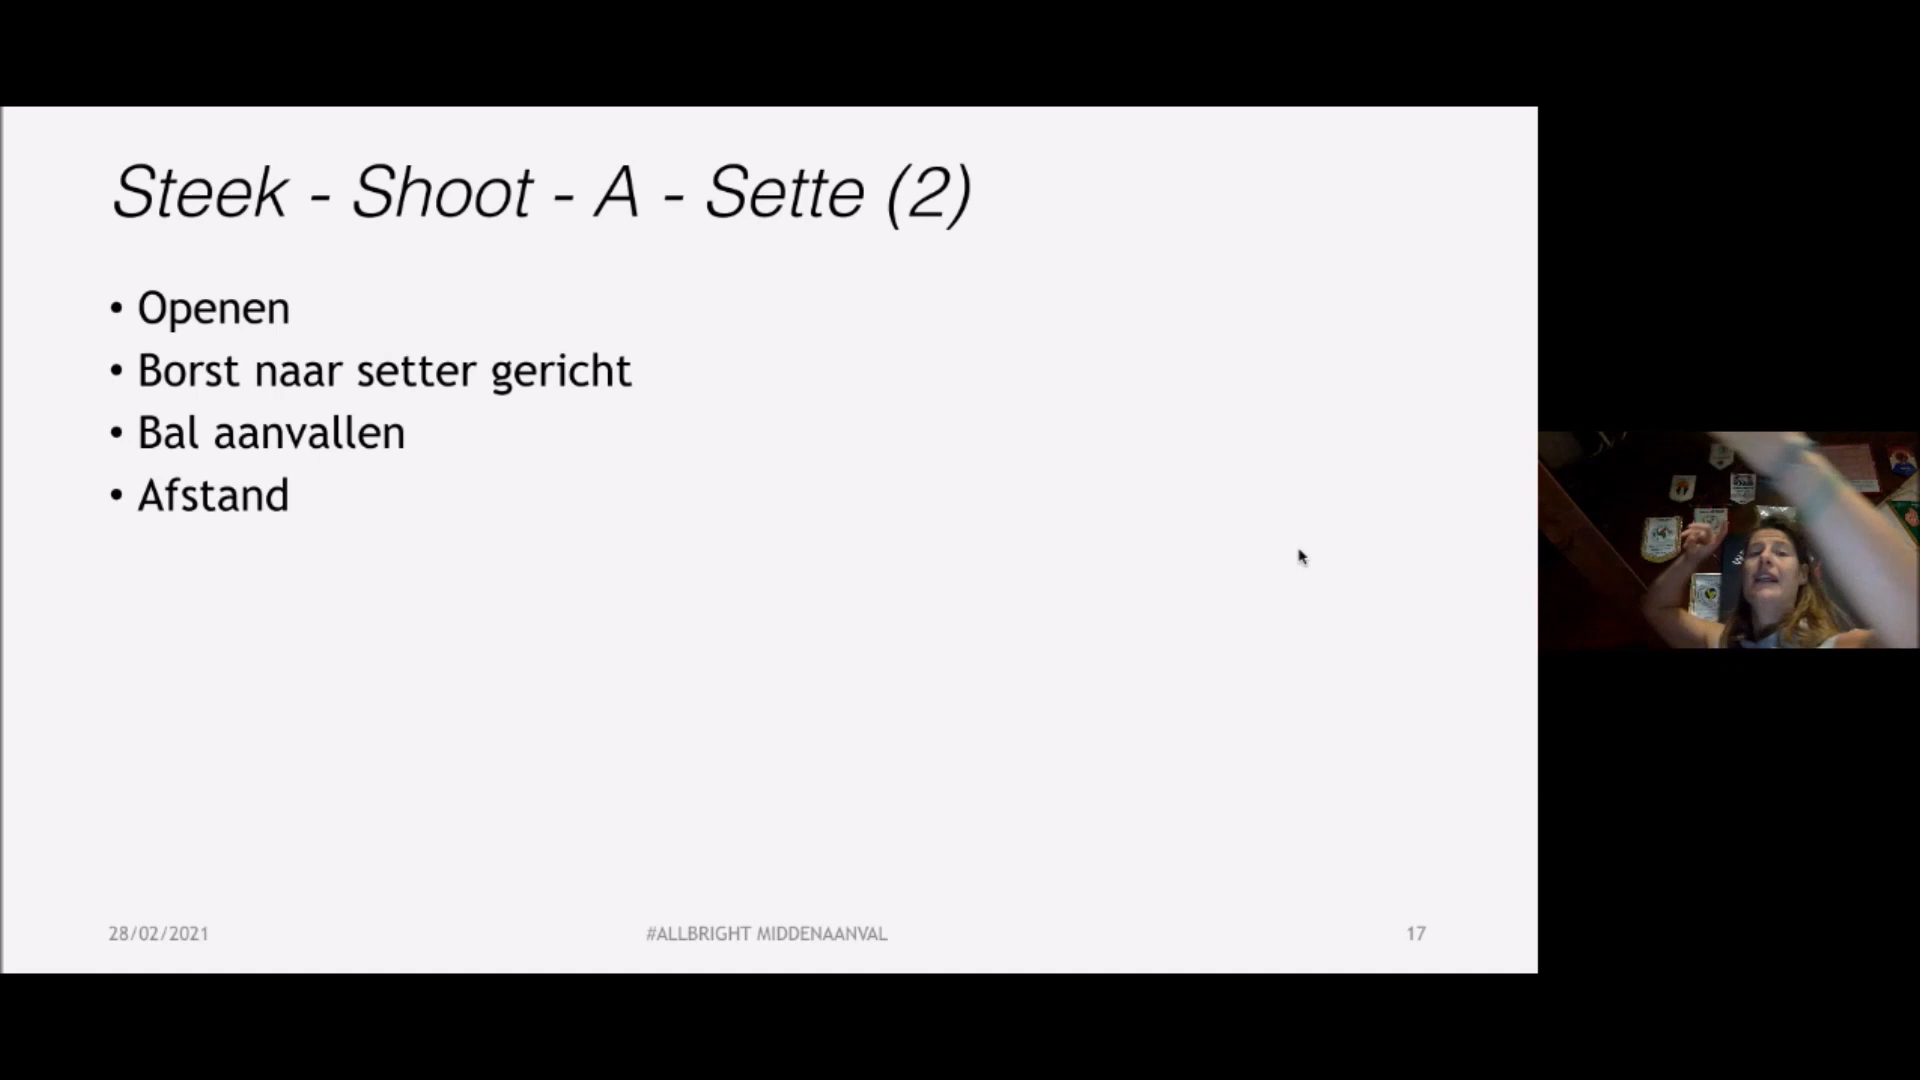 Steek - Shoot - A - Sette (2)
• Openen
• Borst naar setter gericht
• Bal aanvallen
• Afstand
28/02/2021
#ALLBRIGHT MIDDENAANVAL
17